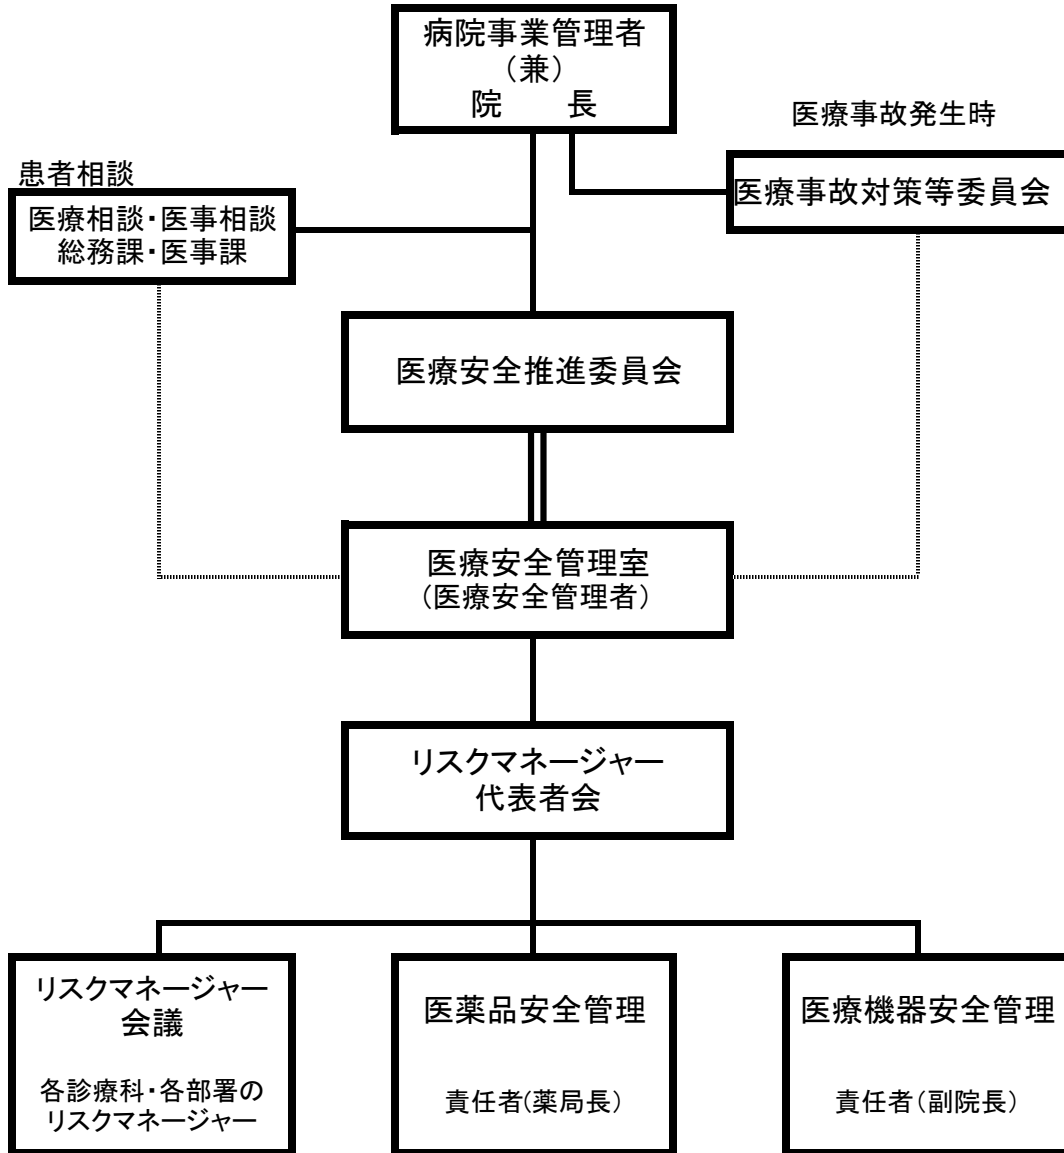 病院事業管理者
（兼）
院　　長
医療事故発生時
医療事故対策等委員会
患者相談
医療相談・医事相談
総務課・医事課
医療安全推進委員会
医療安全管理室
（医療安全管理者）
リスクマネージャー
代表者会
リスクマネージャー
会議
各診療科・各部署の
リスクマネージャー
医薬品安全管理
責任者（薬局長）
医療機器安全管理
責任者（副院長）